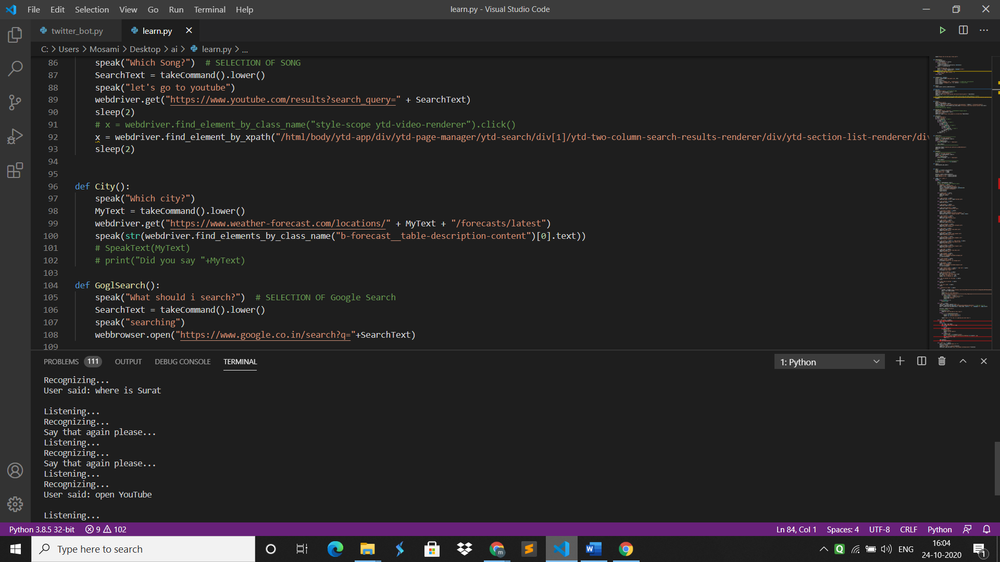 File Edit Selection View Go Run Terminal Help
learn.py - Visual Studio Code
twitter_bot.py
learn.py
C: > Users > Mosami > Desktop > ai > learn.py > ...
86 speak("Which Song?")  # SELECTION OF SONG
87 SearchText = takeCommand().lower()
88 speak("let's go to youtube")
89 webdriver.get("https://www.youtube.com/results?search_query=" + SearchText)
90 sleep(2)
91 # x = webdriver.find_element_by_class_name("style-scope ytd-video-renderer").click()
92 x = webdriver.find_element_by_xpath("/html/body/ytd-app/div/ytd-page-manager/ytd-search/div[1]/ytd-two-column-search-results-renderer/div/ytd-section-list-renderer/div
93 sleep(2)
94
95
96 def City():
97 speak("Which city?")
98 MyText = takeCommand().lower()
99 webdriver.get("https://www.weather-forecast.com/locations/" + MyText + "/forecasts/latest")
100 speak(str(webdriver.find_elements_by_class_name("b-forecast__table-description-content")[0].text))
101 # SpeakText(MyText)
102 # print("Did you say "+MyText)
103
104 def GoglSearch():
105 speak("What should i search?")  # SELECTION OF Google Search
106 SearchText = takeCommand().lower()
107 speak("searching")
108 webbrowser.open("https://www.google.co.in/search?q="+SearchText)
109
PROBLEMS 111 OUTPUT DEBUG CONSOLE TERMINAL
1: Python
Recognizing...
User said: where is Surat
Listening...
Recognizing...
Say that again please...
Listening...
Recognizing...
Say that again please...
Listening...
Recognizing...
User said: open YouTube
Listening...
Python 3.8.5 32-bit 9 102
Ln 84, Col 1 Spaces: 4 UTF-8 CRLF Python
Type here to search
ENG
16:04
24-10-2020
1